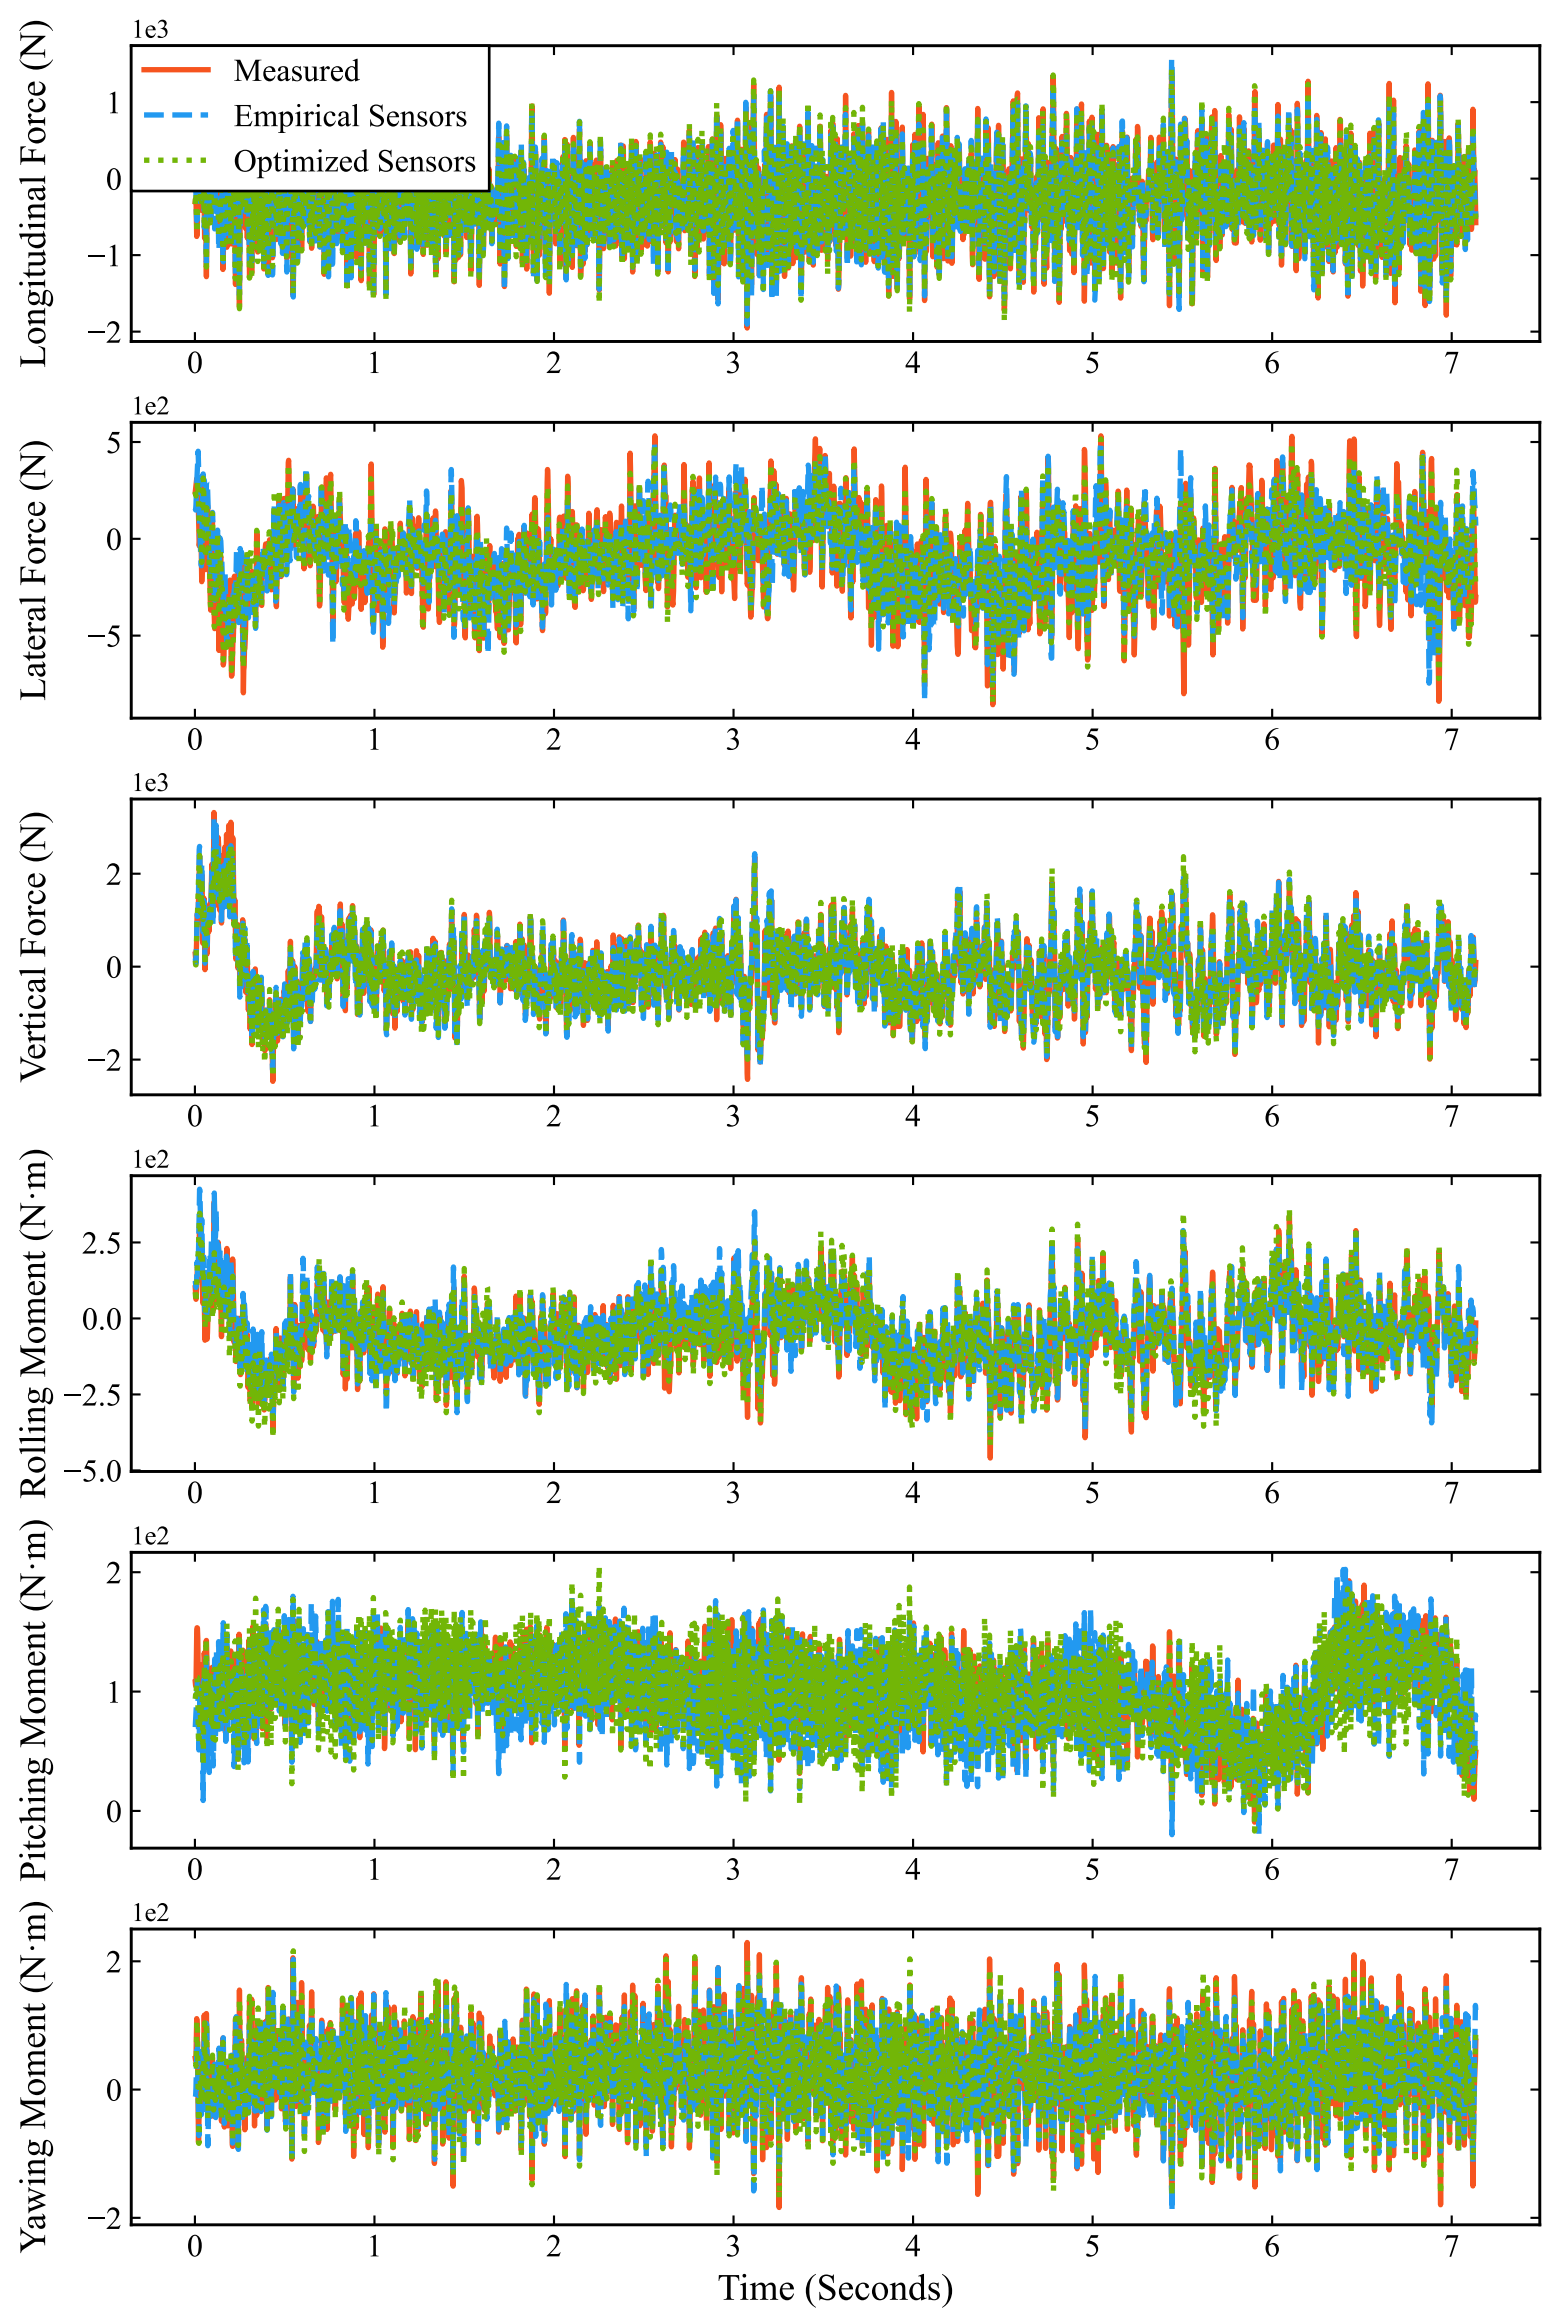 1e3
Longitudinal Force (N)
Measured
Empirical Sensors
Optimized Sensors
1
0
−1
−2
0 1 2 3 4 5 6 7
1e2
Lateral Force (N)
5
0
−5
0 1 2 3 4 5 6 7
1e3
Vertical Force (N)
2
0
−2
0 1 2 3 4 5 6 7
1e2
Rolling Moment (N·m)
2.5
0.0
−2.5
−5.0
0 1 2 3 4 5 6 7
1e2
Pitching Moment (N·m)
2
1
0
0 1 2 3 4 5 6 7
1e2
Yawing Moment (N·m)
2
0
−2
0 1 2 3 4 5 6 7
Time (Seconds)